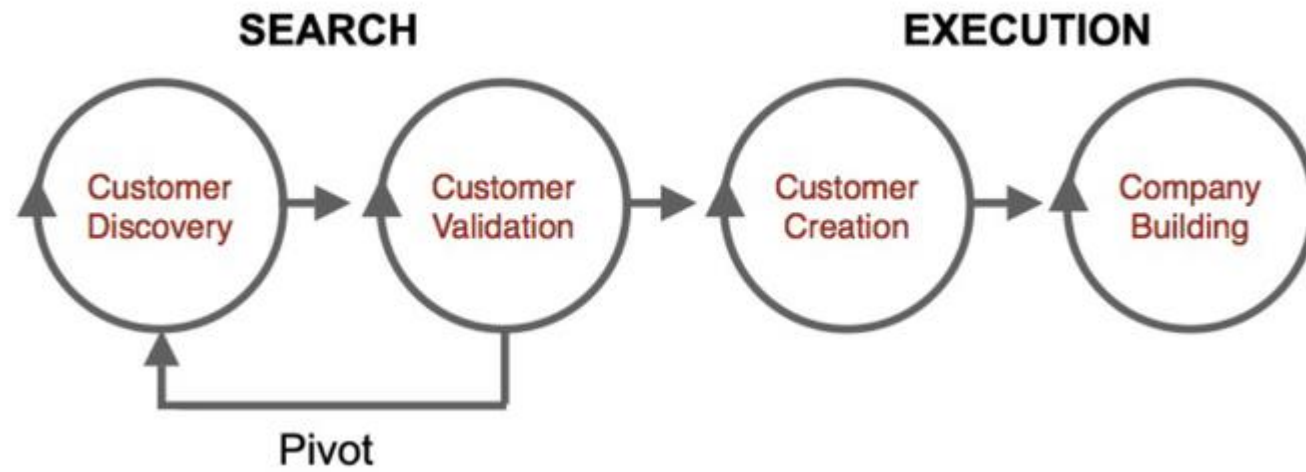 SEARCH
EXECUTION
Customer
Discovery
Customer
Validation
Customer
Creation
Company
Building
Pivot